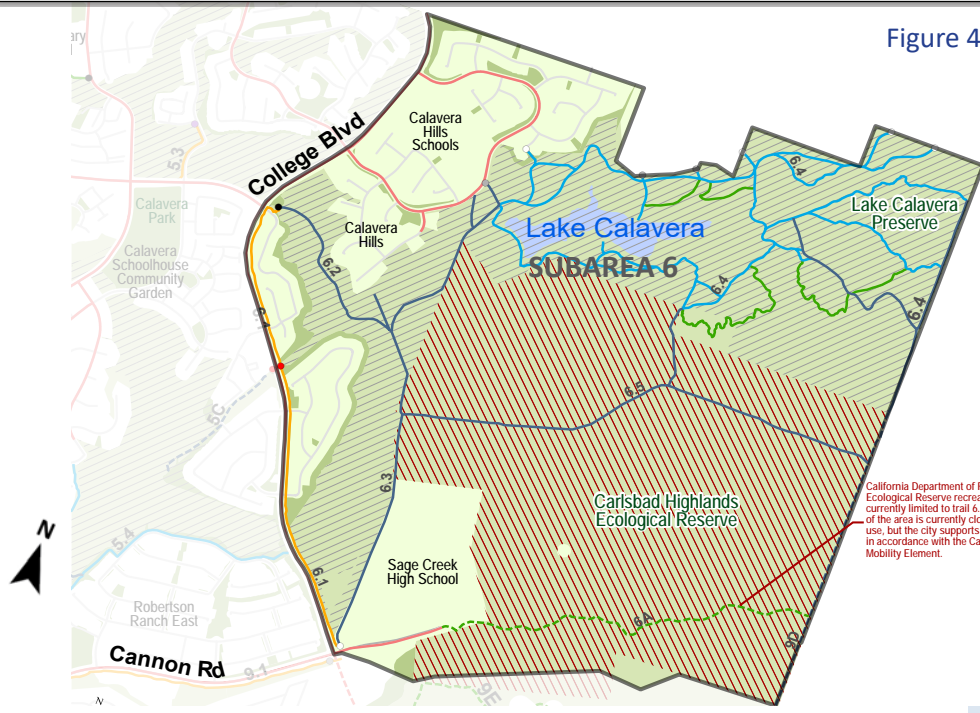 Figure 4
ary
College Blvd
Calavera
Hills
Schools
5.3
6.4
Calavera
Park
Lake Calavera
Preserve
Calavera
Hills
Lake Calavera
SUBAREA 6
Calavera
Schoolhouse
Community
Garden
6.2
6.4
6.4
6.1
6.5
5C
6.3
California Department of F
Ecological Reserve recrea
currently limited to trail 6.
of the area is currently clo
use, but the city supports
in accordance with the Ca
Mobility Element.
Carlsbad Highlands
Ecological Reserve
N
5.4
Sage Creek
High School
6.1
Robertson
Ranch East
6A
9D
Cannon Rd
9.1
9E
N